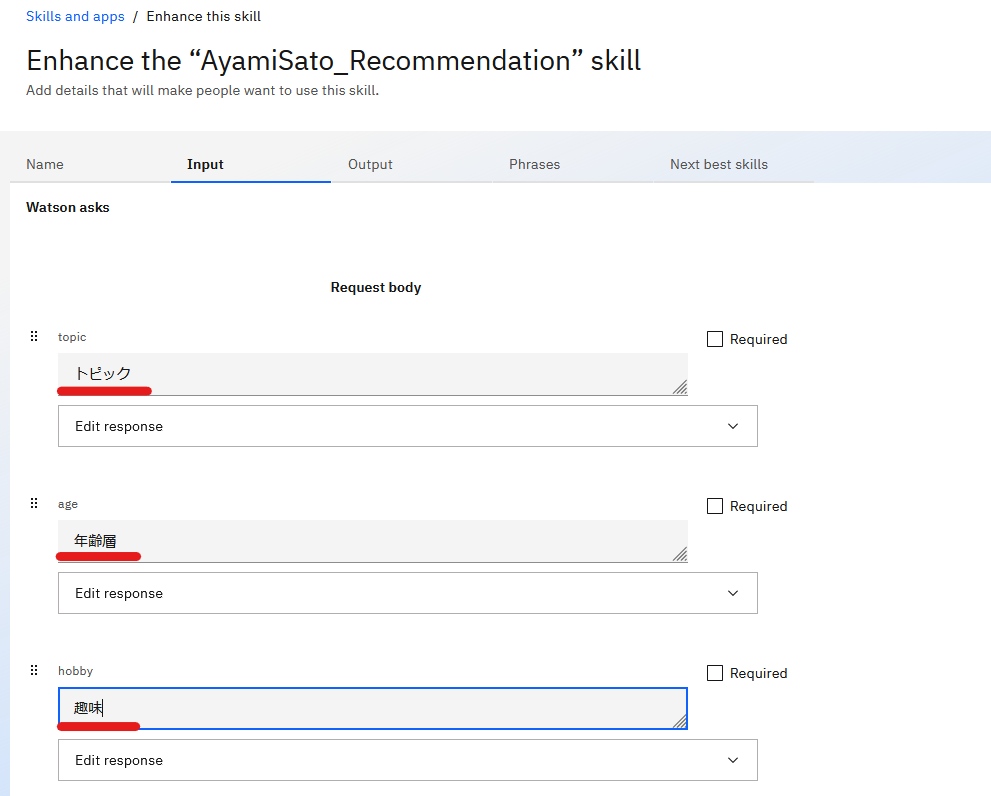 Skills and apps / Enhance this skill
Enhance the “AyamiSato_Recommendation” skill
Add details that will make people want to use this skill.
Name Input Output Phrases Next best skills
Watson asks
Request body
topic Required
トピック
Edit response
age Required
年齢層
Edit response
hobby Required
趣味
Edit response